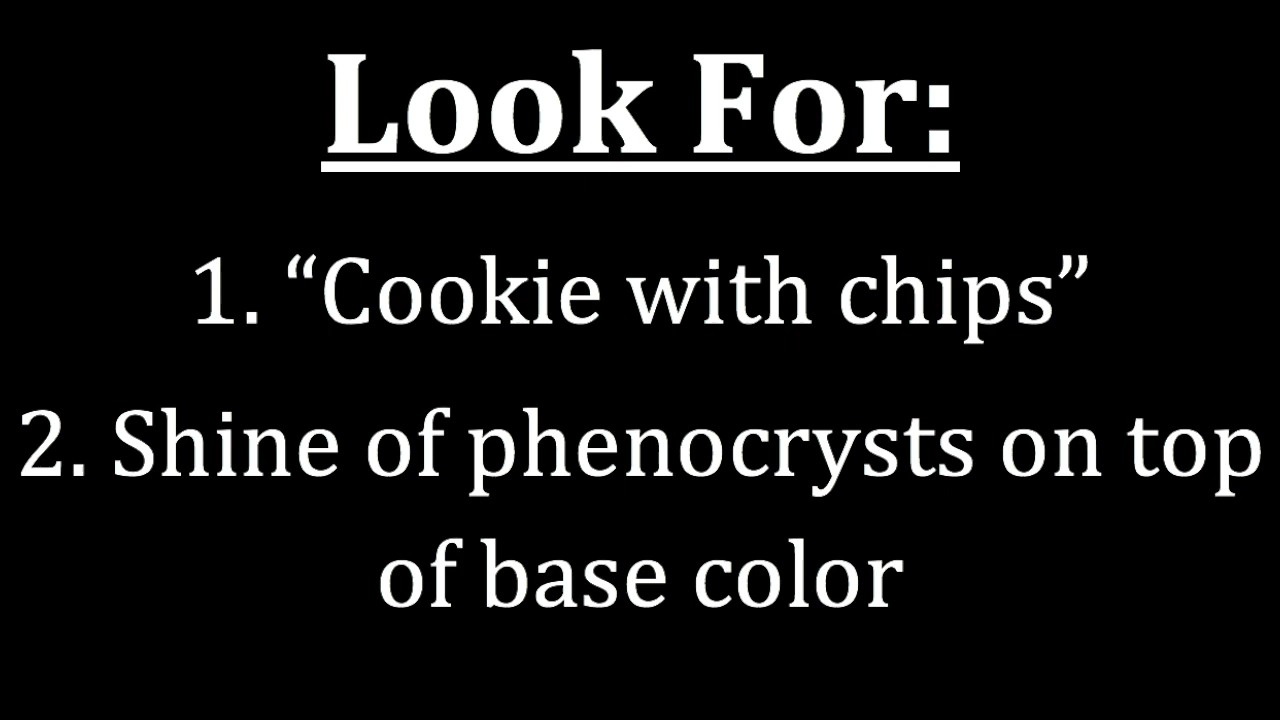 Look For:
1. “Cookie with chips”
2. Shine of phenocrysts on top
of base color